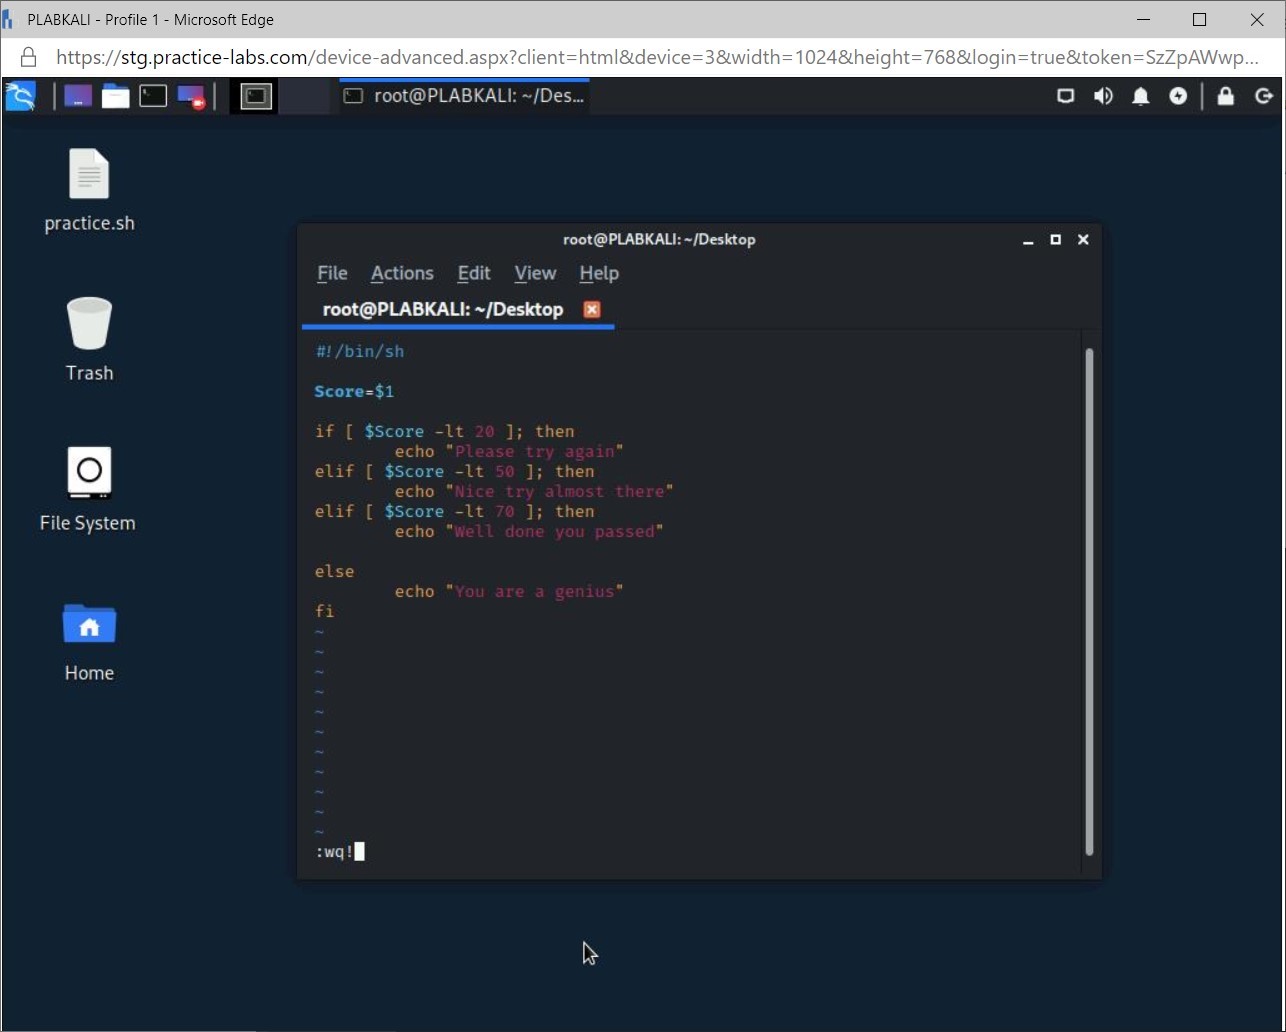 PLABKALI - Profile 1 - Microsoft Edge
https://stg.practice-labs.com/device-advanced.aspx?client=html&device=3&width=1024&height=768&login=true&token=SzZpAWwp...
root@PLABKALI: ~/Des...
practice.sh
Trash
File System
Home
root@PLABKALI: ~/Desktop
File Actions Edit View Help
root@PLABKALI: ~/Desktop
#!/bin/sh
Score=$1
if [ $Score -lt 20 ]; then
        echo "Please try again"
elif [ $Score -lt 50 ]; then
        echo "Nice try almost there"
elif [ $Score -lt 70 ]; then
        echo "Well done you passed"
else
        echo "You are a genius"
fi
~
~
~
~
~
~
~
~
~
~
~
:wq!